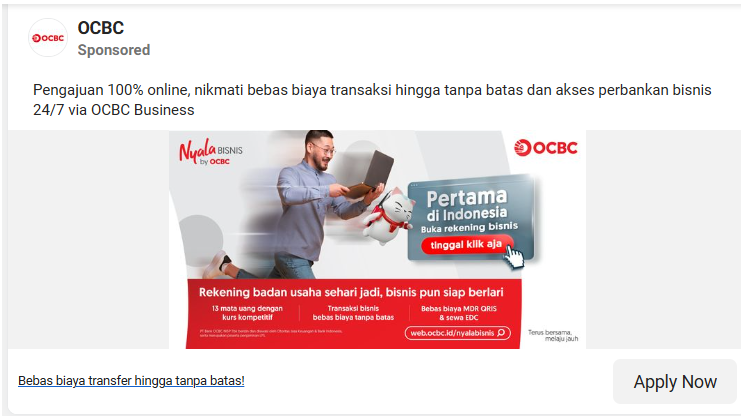 OCBC
OCBC
Sponsored
Pengajuan 100% online, nikmati bebas biaya transaksi hingga tanpa batas dan akses perbankan bisnis
24/7 via OCBC Business
Nyala BISNIS
by OCBC
OCBC
Pertama
di Indonesia
Buka rekening bisnis
tinggal klik aja
Rekening badan usaha sehari jadi, bisnis pun siap berlari
13 mata uang dengan
kurs kompetitif
Transaksi bisnis
bebas biaya tanpa batas
Bebas biaya MDR QRIS
& sewa EDC
web.ocbc.id/nyalabisnis
Terus bersama,
melaju jauh
Bebas biaya transfer hingga tanpa batas!
Apply Now